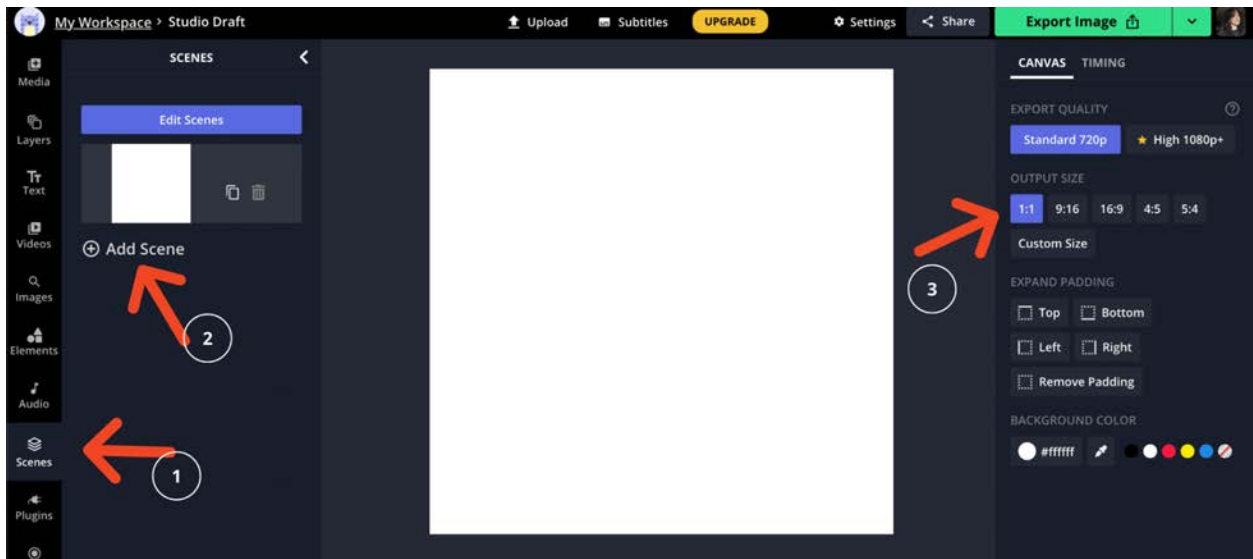 My Workspace > Studio Draft
Upload
Subtitles
UPGRADE
Settings
Share
Export Image
Media
Layers
Tт
Text
Videos
Images
Elements
Audio
Scenes
Plugins
SCENES
Edit Scenes
Add Scene
2
1
3
CANVAS TIMING
EXPORT QUALITY
Standard 720p
High 1080p+
OUTPUT SIZE
1:1 9:16 16:9 4:5 5:4
Custom Size
EXPAND PADDING
Top Bottom
Left Right
Remove Padding
BACKGROUND COLOR
#ffffff